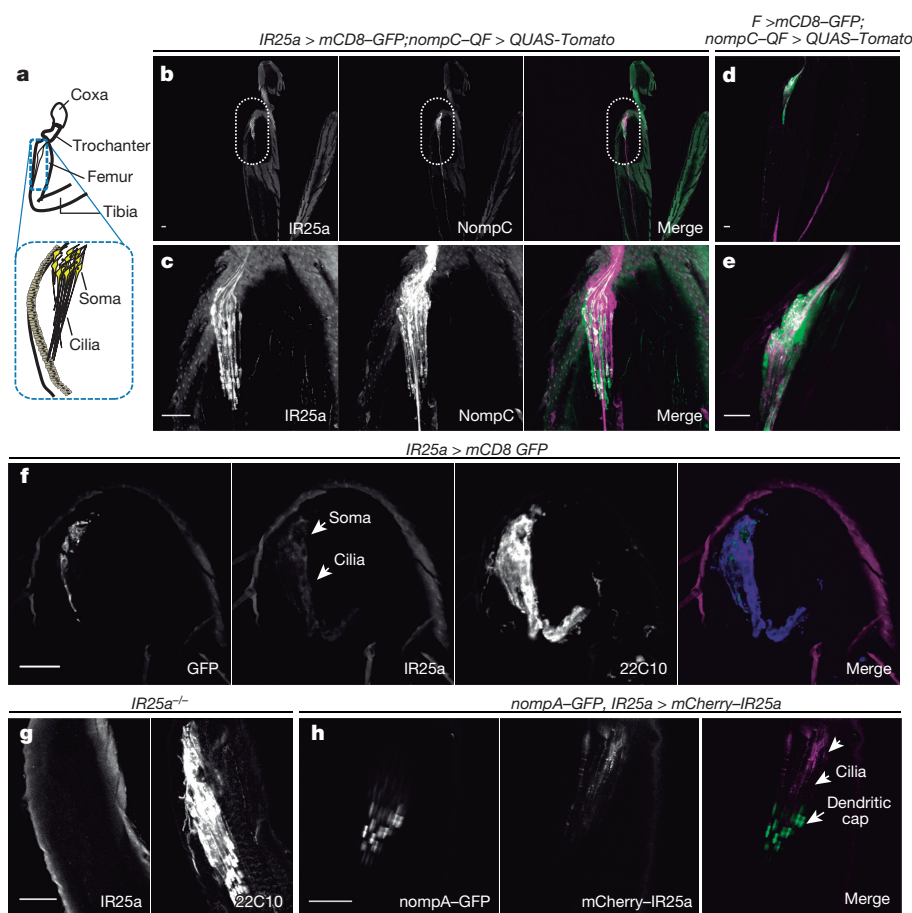 IR25a > mCD8–GFP;nompC–QF > QUAS-Tomato
F >mCD8–GFP;
nompC–QF > QUAS–Tomato
a
Coxa
Trochanter
Femur
Tibia
Soma
Cilia
b
IR25a
NompC
Merge
d
c
IR25a
NompC
Merge
e
IR25a > mCD8 GFP
f
GFP
Soma
Cilia
IR25a
22C10
Merge
IR25a–/–
nompA–GFP, IR25a > mCherry–IR25a
g
IR25a
22C10
h
nompA–GFP
mCherry–IR25a
Cilia
Dendritic
cap
Merge